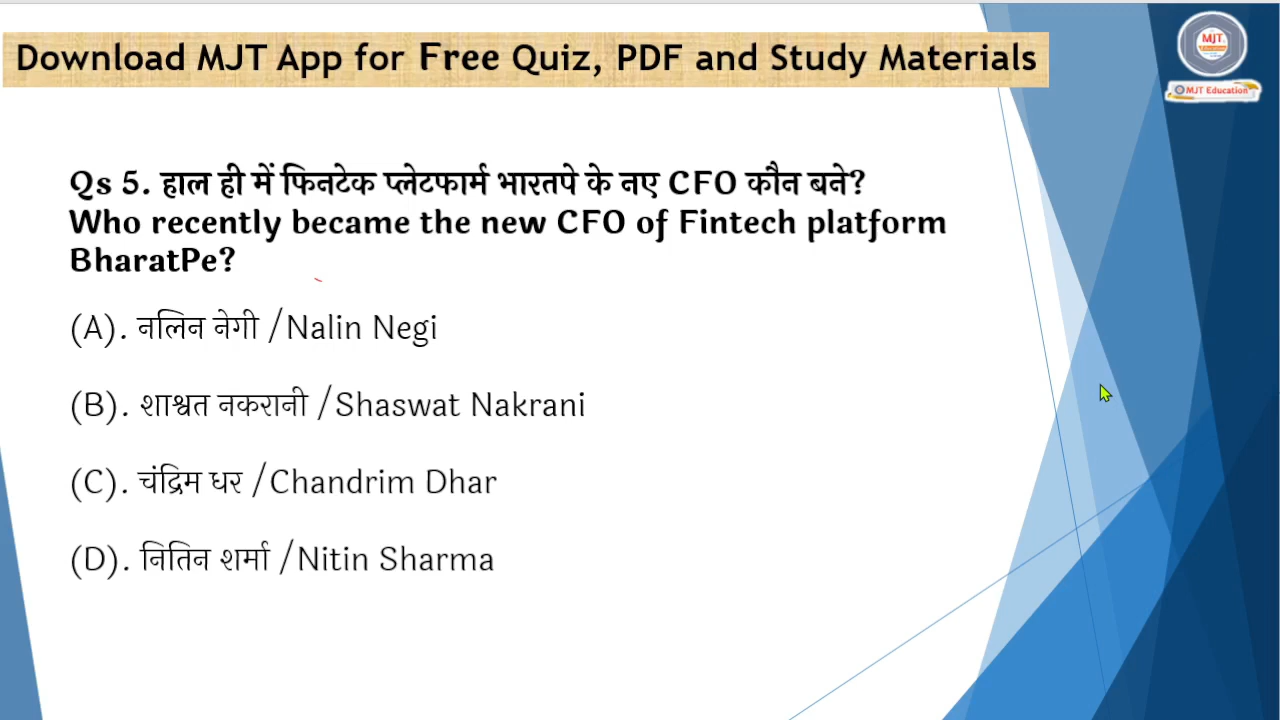 Download MJT App for Free Quiz, PDF and Study Materials
MJT
Education
MJT Education
Qs 5. हाल ही में फिनटेक प्लेटफार्म भारतपे के नए CFO कौन बने?
Who recently became the new CFO of Fintech platform
BharatPe?
(A). नलिन नेगी /Nalin Negi
(B). शाश्वत नकरानी /Shaswat Nakrani
(C). चंद्रिम धर /Chandrim Dhar
(D). नितिन शर्मा /Nitin Sharma